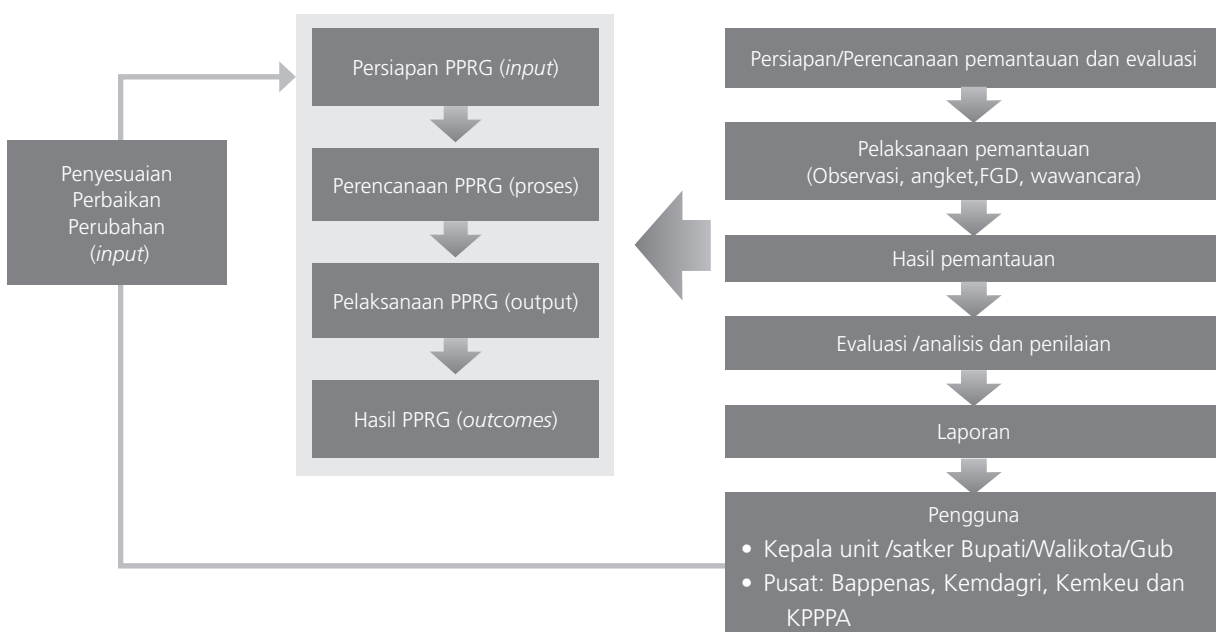 Penyesuaian
Perbaikan
Perubahan
(input)
Persiapan PPRG (input)
Perencanaan PPRG (proses)
Pelaksanaan PPRG (output)
Hasil PPRG (outcomes)
Persiapan/Perencanaan pemantauan dan evaluasi
Pelaksanaan pemantauan
(Observasi, angket,FGD, wawancara)
Hasil pemantauan
Evaluasi /analisis dan penilaian
Laporan
Pengguna
• Kepala unit /satker Bupati/Walikota/Gub
• Pusat: Bappenas, Kemdagri, Kemkeu dan
KPPPA